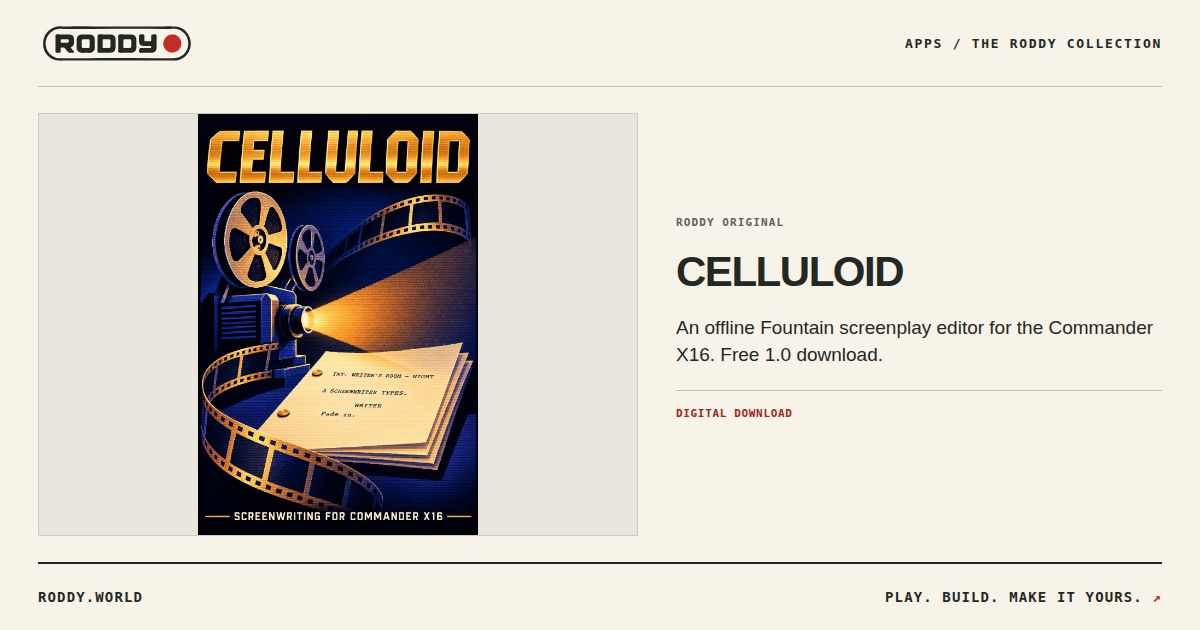 RODDY
APPS / THE RODDY COLLECTION
CELLULOID
INT. WRITER'S ROOM — NIGHT
A SCREENWRITER TYPES.
WRITER
Fade in:
SCREENWRITING FOR COMMANDER X16
RODDY ORIGINAL
CELLULOID
An offline Fountain screenplay editor for the Commander
X16. Free 1.0 download.
DIGITAL DOWNLOAD
RODDY.WORLD
PLAY. BUILD. MAKE IT YOURS. ↗